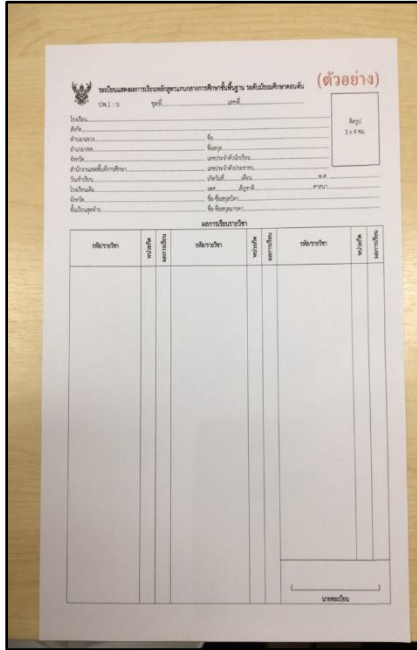 (ตัวอย่าง)
ระเบียนแสดงผลการเรียนหลักสูตรแกนกลางการศึกษาขั้นพื้นฐาน ระดับมัธยมศึกษาตอนต้น
ปพ.1 : บ ชุดที่ เลขที่
โรงเรียน
สังกัด
ตำบล/แขวง ชื่อ
อำเภอ/เขต ชื่อสกุล
จังหวัด เลขประจำตัวนักเรียน
สำนักงานเขตพื้นที่การศึกษา เลขประจำตัวประชาชน
วันเข้าเรียน เกิดวันที่ เดือน พ.ศ.
โรงเรียนเดิม เพศ สัญชาติ ศาสนา
จังหวัด ชื่อ-ชื่อสกุลบิดา
ชั้นเรียนสุดท้าย ชื่อ-ชื่อสกุลมารดา
ติดรูป
3 x 4 ซม.
ผลการเรียนรายวิชา
รหัส/รายวิชา หน่วยกิต ผลการเรียน รหัส/รายวิชา หน่วยกิต ผลการเรียน รหัส/รายวิชา หน่วยกิต ผลการเรียน
( )
นายทะเบียน